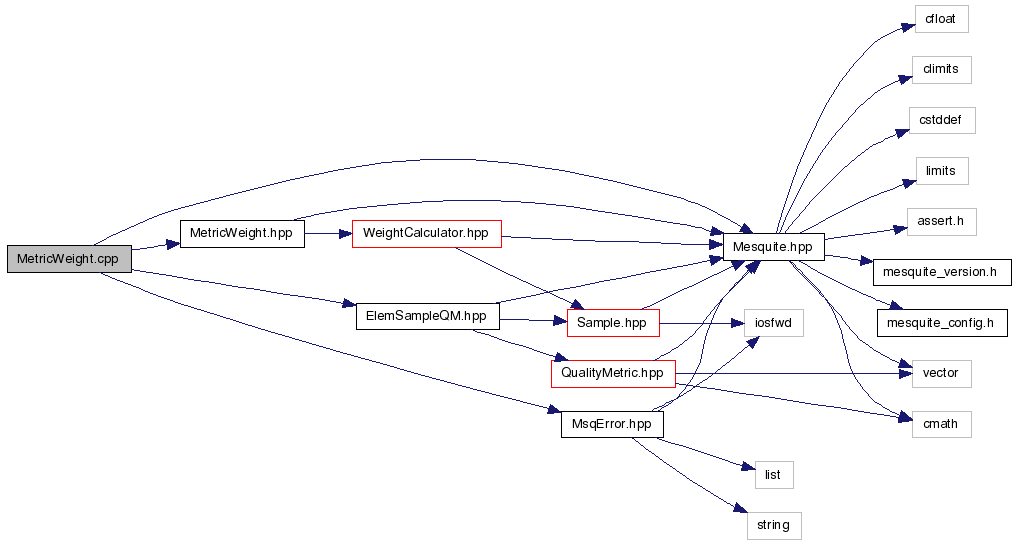 MetricWeight.cpp
MetricWeight.hpp
WeightCalculator.hpp
ElemSampleQM.hpp
Sample.hpp
QualityMetric.hpp
MsqError.hpp
Mesquite.hpp
iosfwd
list
string
cfloat
climits
cstddef
limits
assert.h
mesquite_version.h
mesquite_config.h
vector
cmath